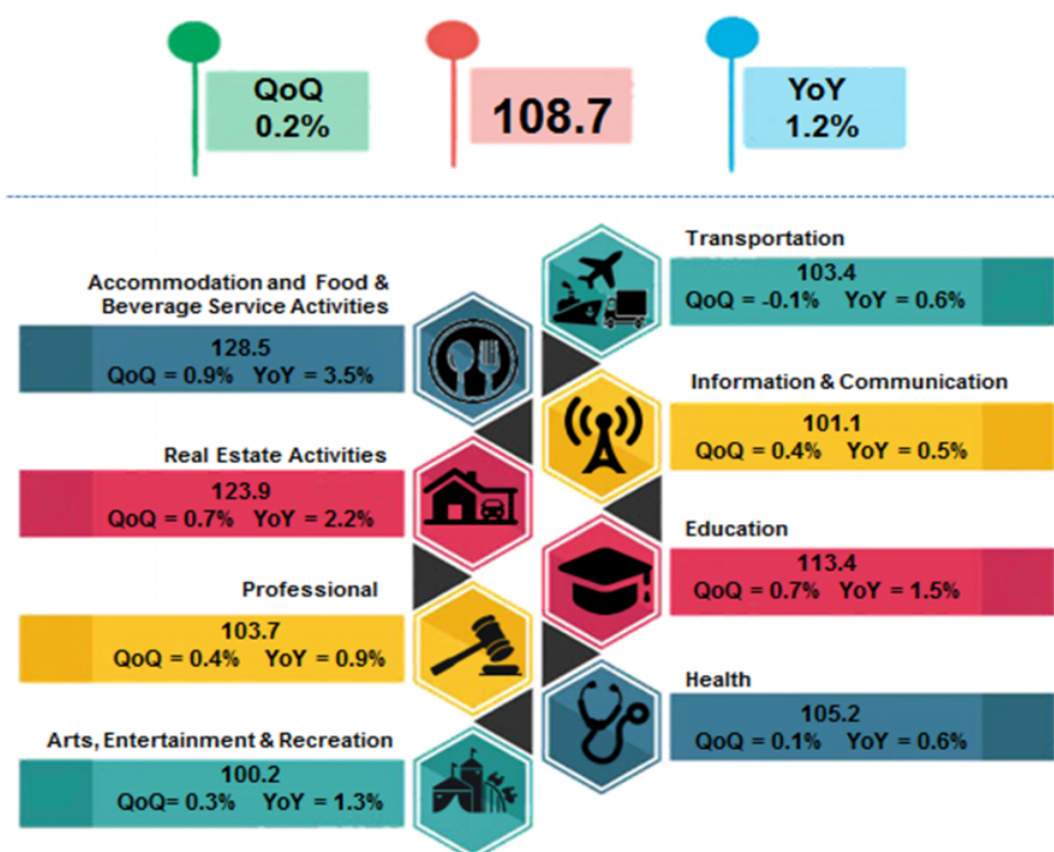 QoQ
0.2%
108.7
YoY
1.2%
Accommodation and Food &
Beverage Service Activities
128.5
QoQ = 0.9% YoY = 3.5%
Real Estate Activities
123.9
QoQ = 0.7% YoY = 2.2%
Professional
103.7
QoQ = 0.4% YoY = 0.9%
Arts, Entertainment & Recreation
100.2
QoQ= 0.3% YoY = 1.3%
Transportation
103.4
QoQ = -0.1% YoY = 0.6%
Information & Communication
101.1
QoQ = 0.4% YoY = 0.5%
Education
113.4
QoQ = 0.7% YoY = 1.5%
Health
105.2
QoQ = 0.1% YoY = 0.6%